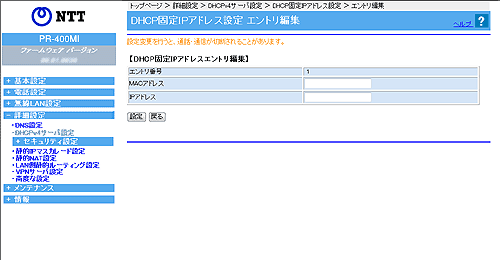 NTT
PR-400MI
ファームウェア バージョン
+ 基本設定
+ 電話設定
+ 無線LAN設定
− 詳細設定
・DNS設定
・DHCPv4サーバ設定
+ セキュリティ設定
・静的IPマスカレード設定
・静的NAT設定
・LAN側静的ルーティング設定
・VPNサーバ設定
・高度な設定
+ メンテナンス
+ 情報
トップページ > 詳細設定 > DHCPv4サーバ設定 > DHCP固定IPアドレス設定 > エントリ編集
DHCP固定IPアドレス設定 エントリ編集
ヘルプ ?
設定変更を行うと、通話・通信が切断されることがあります。
【DHCP固定IPアドレスエントリ編集】
エントリ番号 1
MACアドレス
IPアドレス
設定 戻る